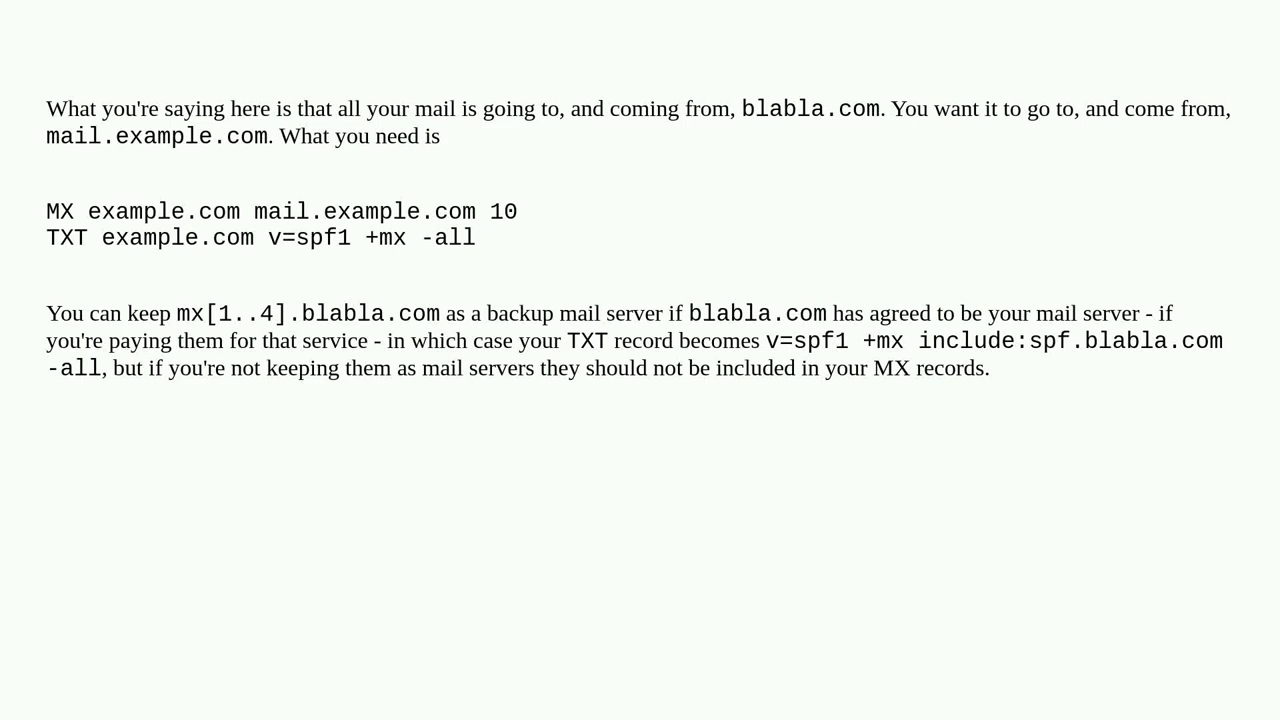 What you're saying here is that all your mail is going to, and coming from, blabla.com. You want it to go to, and come from,
mail.example.com. What you need is
MX example.com mail.example.com 10
TXT example.com v=spf1 +mx -all
You can keep mx[1..4].blabla.com as a backup mail server if blabla.com has agreed to be your mail server - if
you're paying them for that service - in which case your TXT record becomes v=spf1 +mx include:spf.blabla.com
-all, but if you're not keeping them as mail servers they should not be included in your MX records.